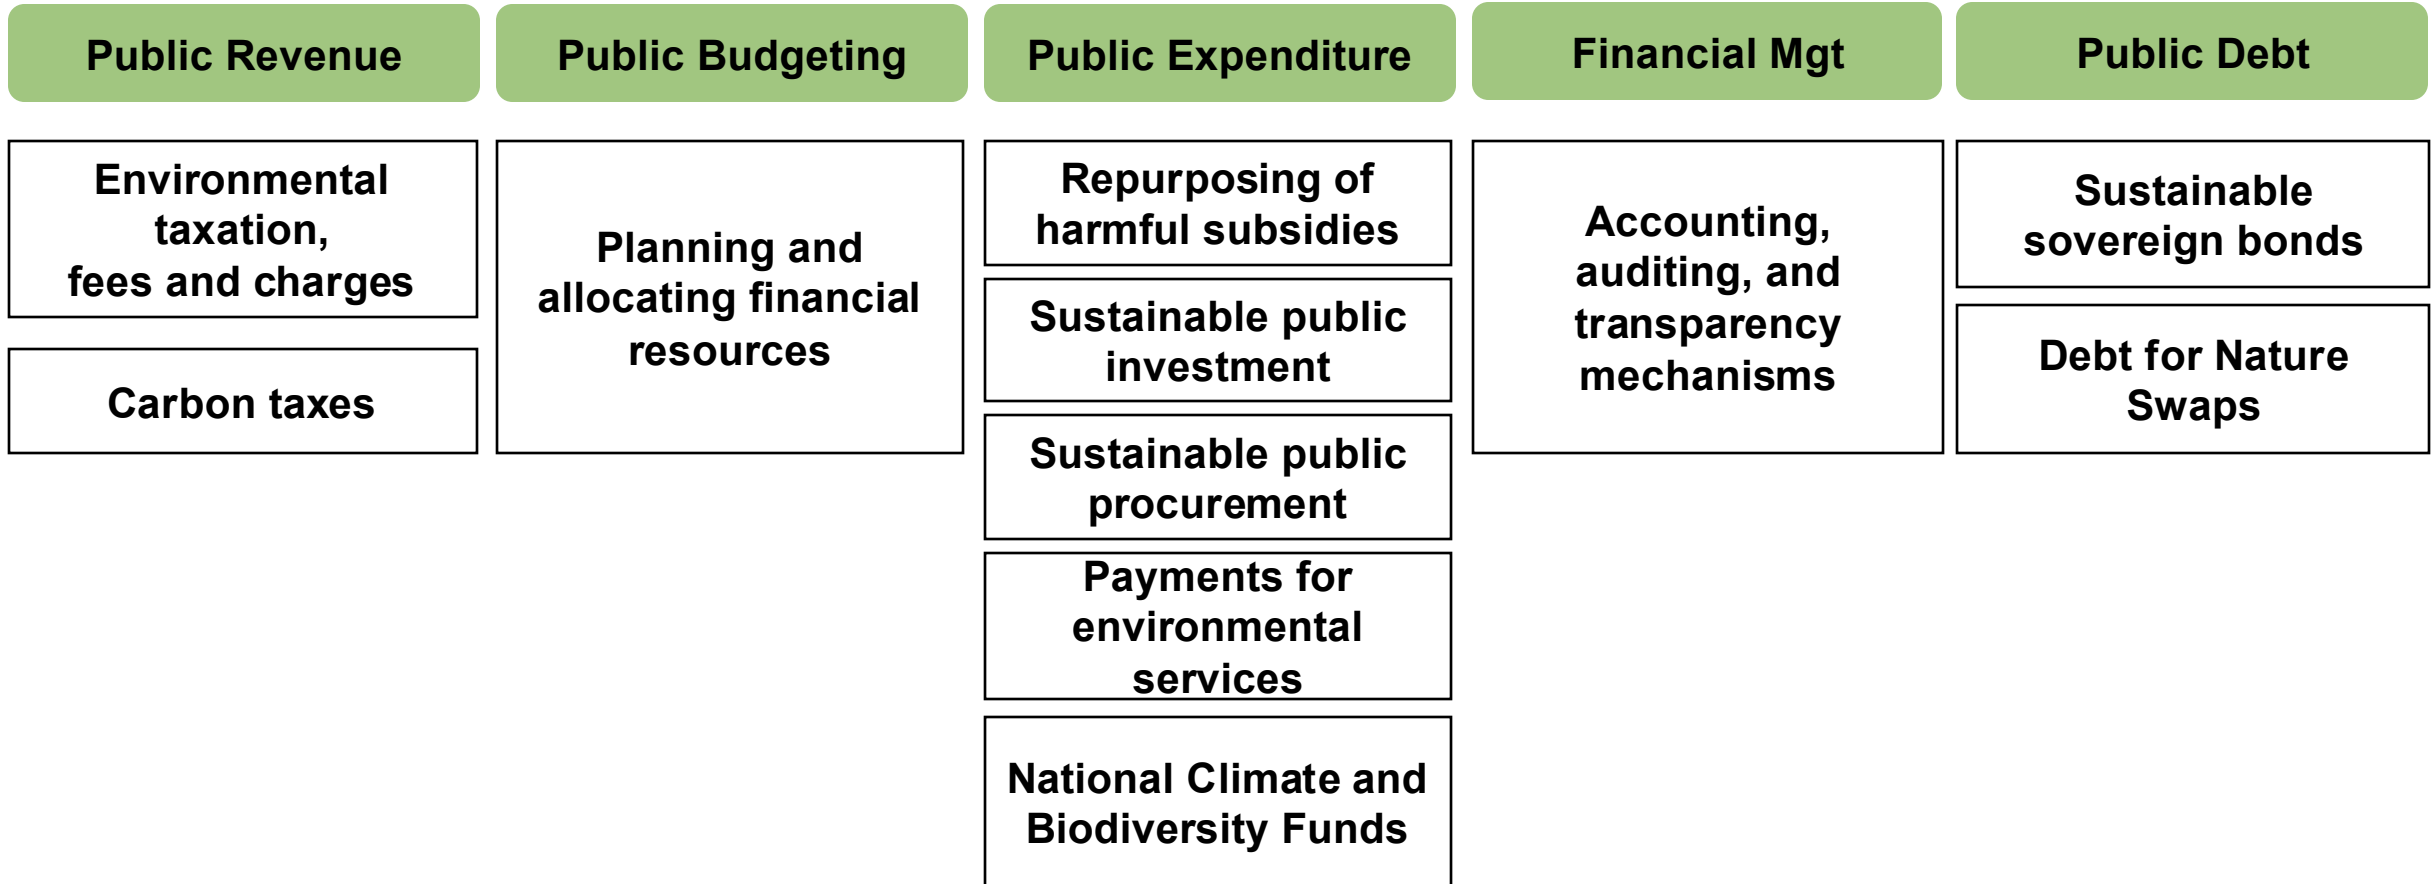 Public Revenue
Public Budgeting
Public Expenditure
Financial Mgt
Public Debt
Environmental
taxation,
fees and charges
Carbon taxes
Planning and
allocating financial
resources
Repurposing of
harmful subsidies
Sustainable public
investment
Sustainable public
procurement
Payments for
environmental
services
National Climate and
Biodiversity Funds
Accounting,
auditing, and
transparency
mechanisms
Sustainable
sovereign bonds
Debt for Nature
Swaps